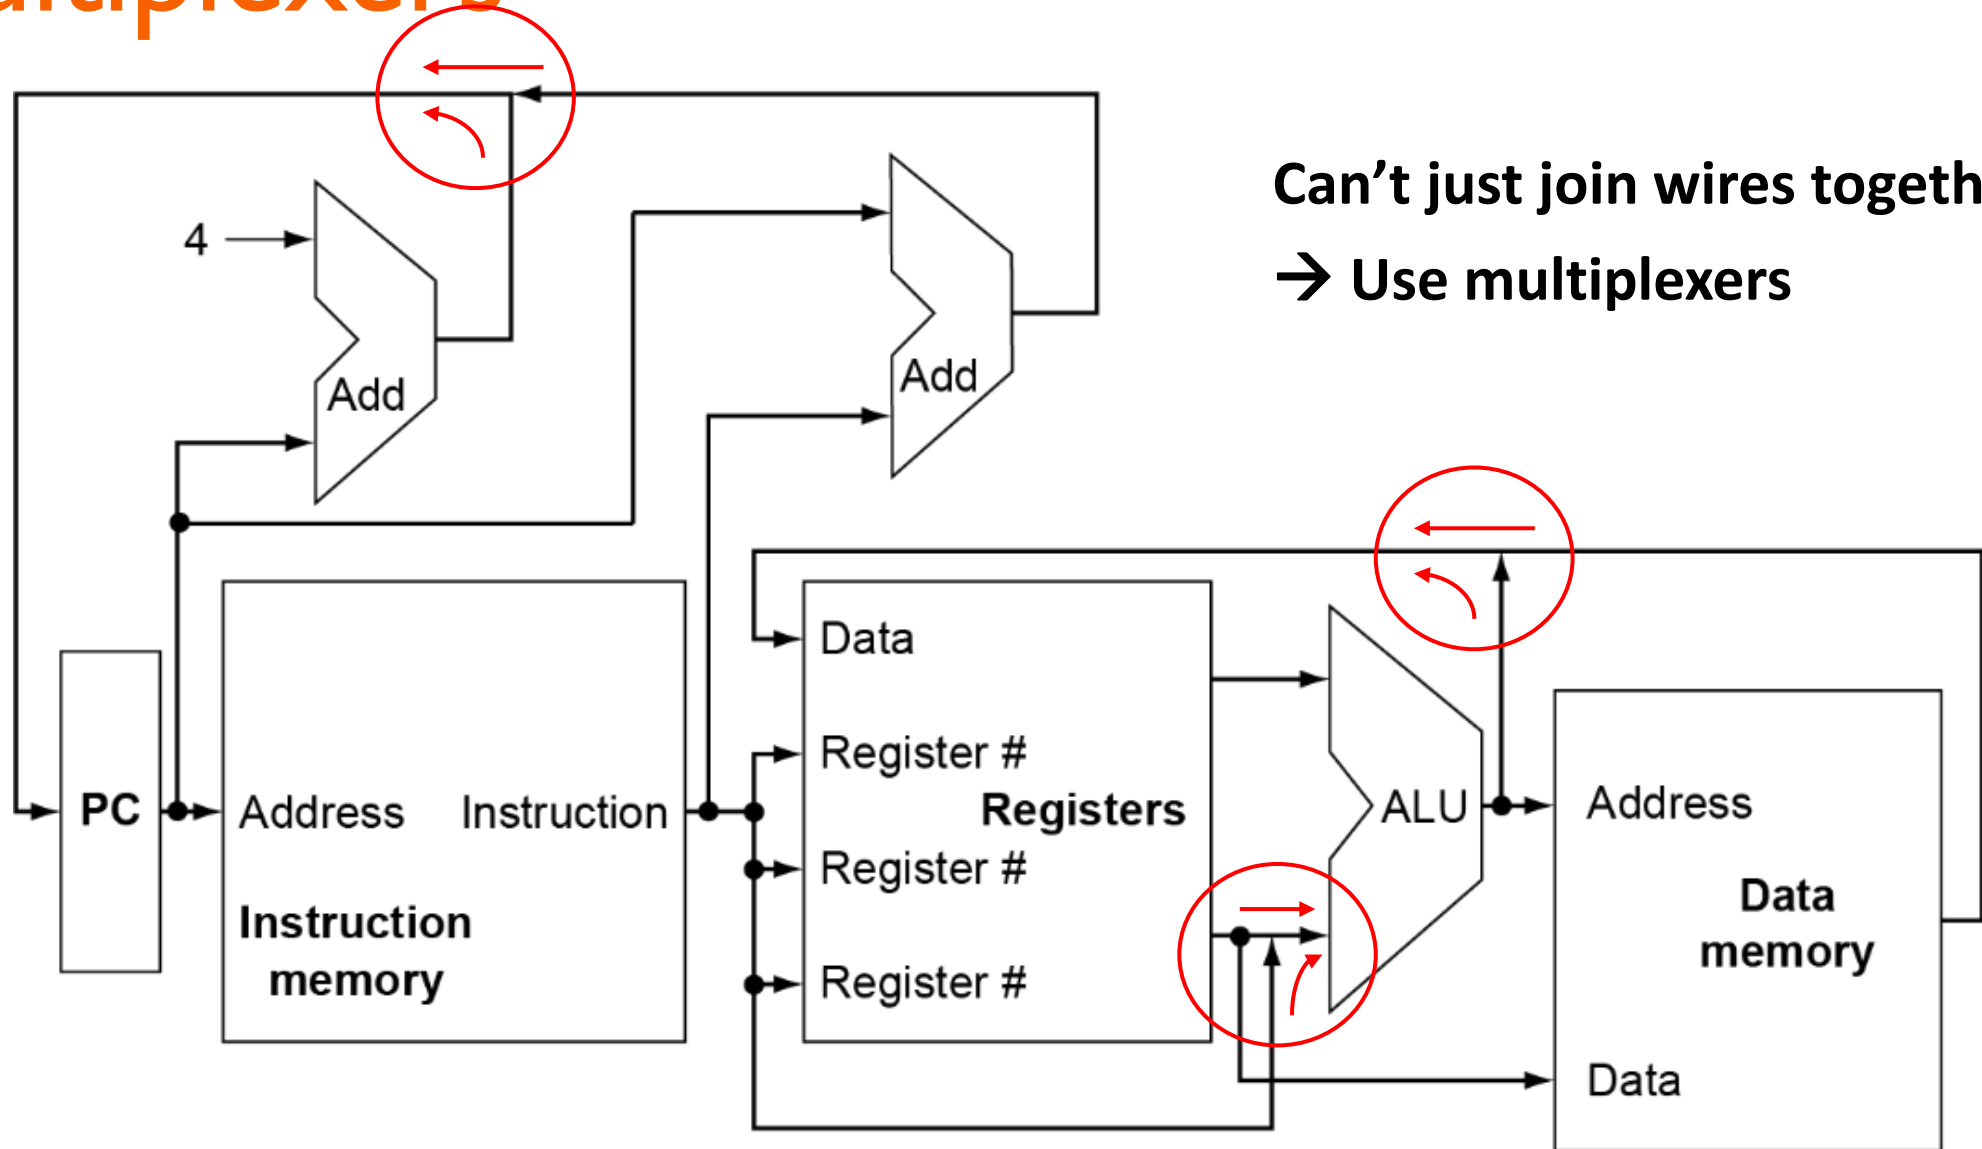 Can’t just join wires togeth
→ Use multiplexers
4
Add
Add
Data
Register #
PC
Address
Instruction
Registers
ALU
Address
Register #
Instruction
memory
Data
memory
Register #
Data